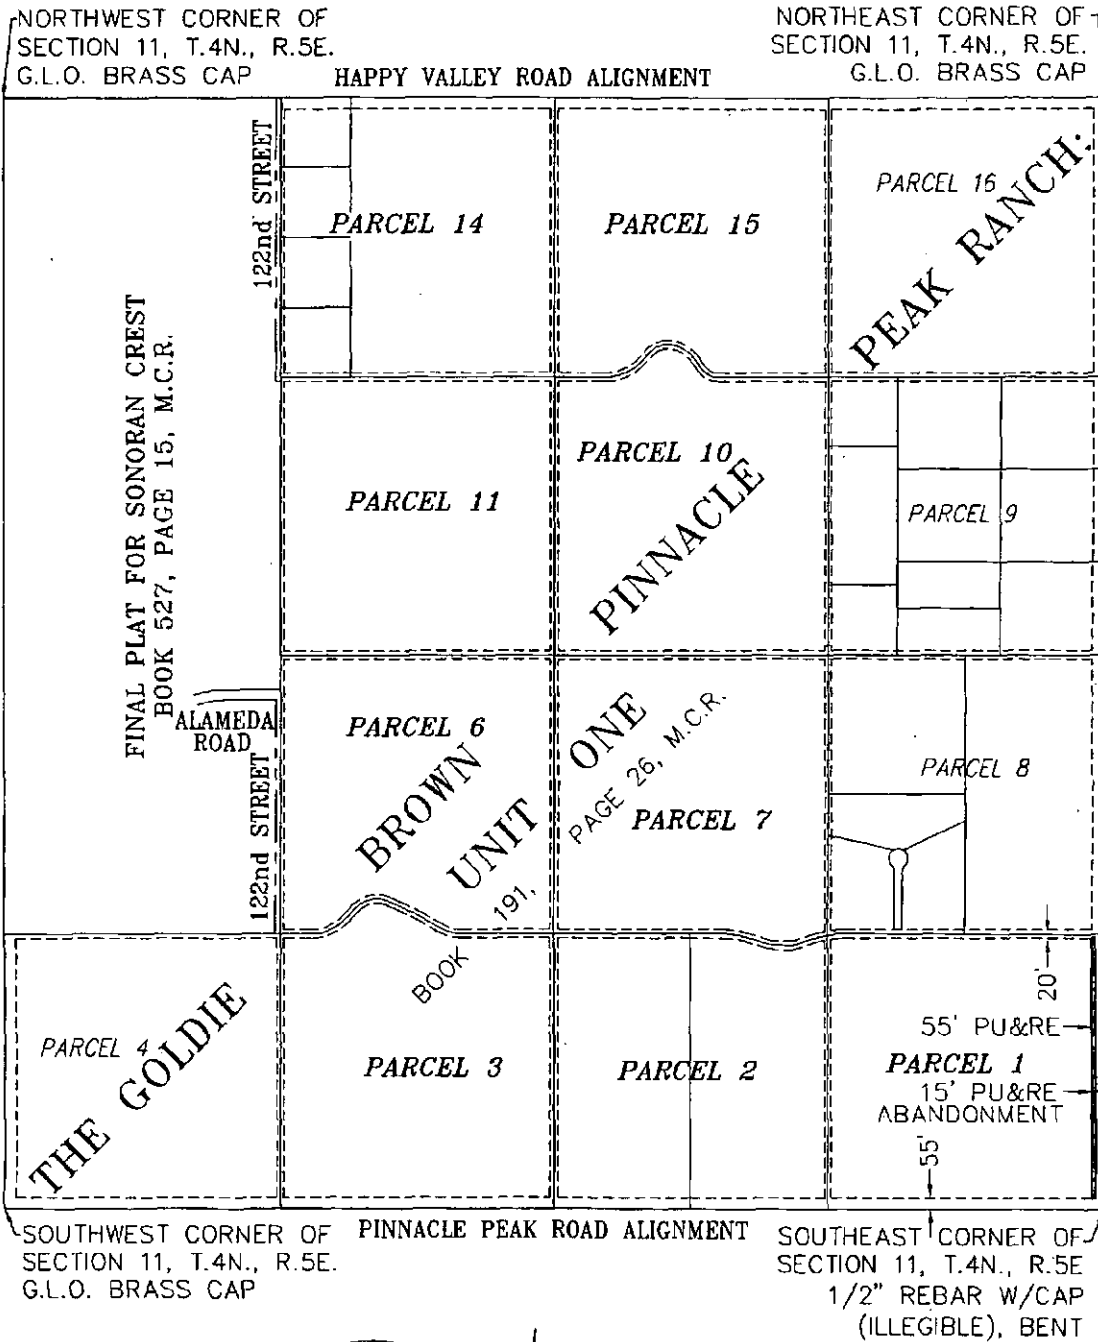 NORTHWEST CORNER OF
SECTION 11, T.4N., R.5E.
G.L.O. BRASS CAP
NORTHEAST CORNER OF
SECTION 11, T.4N., R.5E.
G.L.O. BRASS CAP
HAPPY VALLEY ROAD ALIGNMENT
122nd STREET
PARCEL 14
PARCEL 15
PARCEL 16
PEAK RANCH:
FINAL PLAT FOR SONORAN CREST
BOOK 527, PAGE 15, M.C.R.
PARCEL 11
PARCEL 10
PINNACLE
PARCEL 9
ALAMEDA
ROAD
122nd STREET
PARCEL 6
BROWN
UNIT ONE
BOOK 191, PAGE 26, M.C.R.
PARCEL 7
PARCEL 8
THE GOLDIE
PARCEL 4
PARCEL 3
PARCEL 2
20'
55' PU&RE
PARCEL 1
15' PU&RE
ABANDONMENT
55'
SOUTHWEST CORNER OF
SECTION 11, T.4N., R.5E.
G.L.O. BRASS CAP
PINNACLE PEAK ROAD ALIGNMENT
SOUTHEAST CORNER OF
SECTION 11, T.4N., R.5E
1/2" REBAR W/CAP
(ILLEGIBLE), BENT